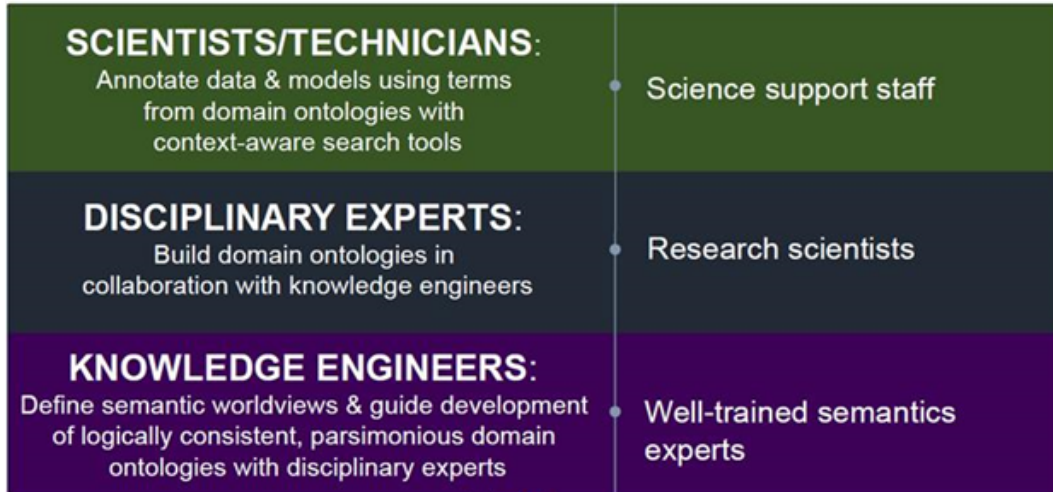 SCIENTISTS/TECHNICIANS:
Annotate data & models using terms
from domain ontologies with
context-aware search tools
Science support staff
DISCIPLINARY EXPERTS:
Build domain ontologies in
collaboration with knowledge engineers
Research scientists
KNOWLEDGE ENGINEERS:
Define semantic worldviews & guide development
of logically consistent, parsimonious domain
ontologies with disciplinary experts
Well-trained semantics
experts